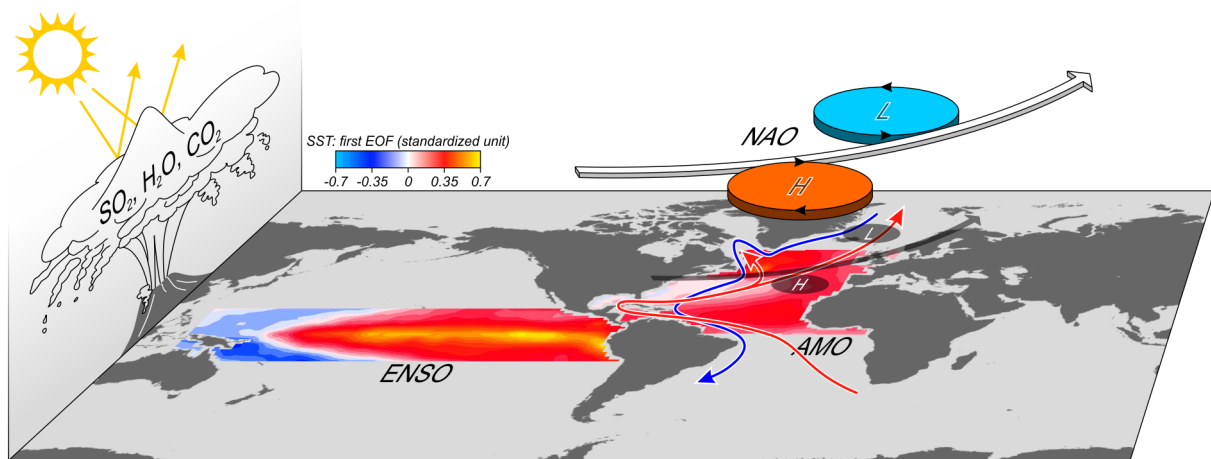 SO₂, H₂O, CO₂
SST: first EOF (standardized unit)
-0.7 -0.35 0 0.35 0.7
NAO
L
H
L
H
ENSO
AMO